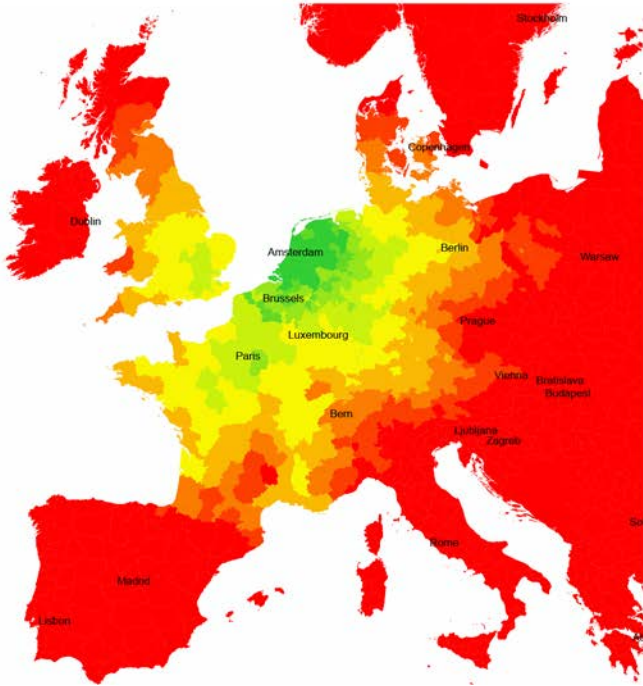 Stockholm
Copenhagen
Dublin
Amsterdam
Berlin
Warsaw
Brussels
Prague
Luxembourg
Paris
Vienna
Bratislava
Budapest
Bern
Ljubljana
Zagreb
Rome
Madrid
Lisbon